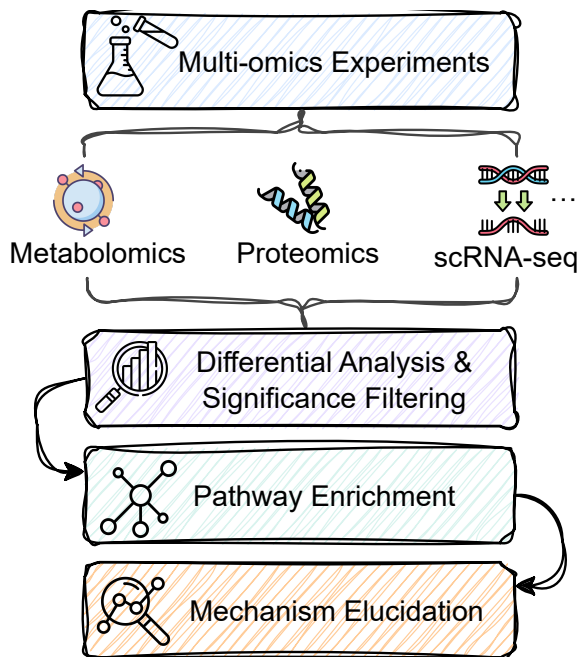 Multi-omics Experiments
Metabolomics
Proteomics
...
scRNA-seq
Differential Analysis &
Significance Filtering
Pathway Enrichment
Mechanism Elucidation